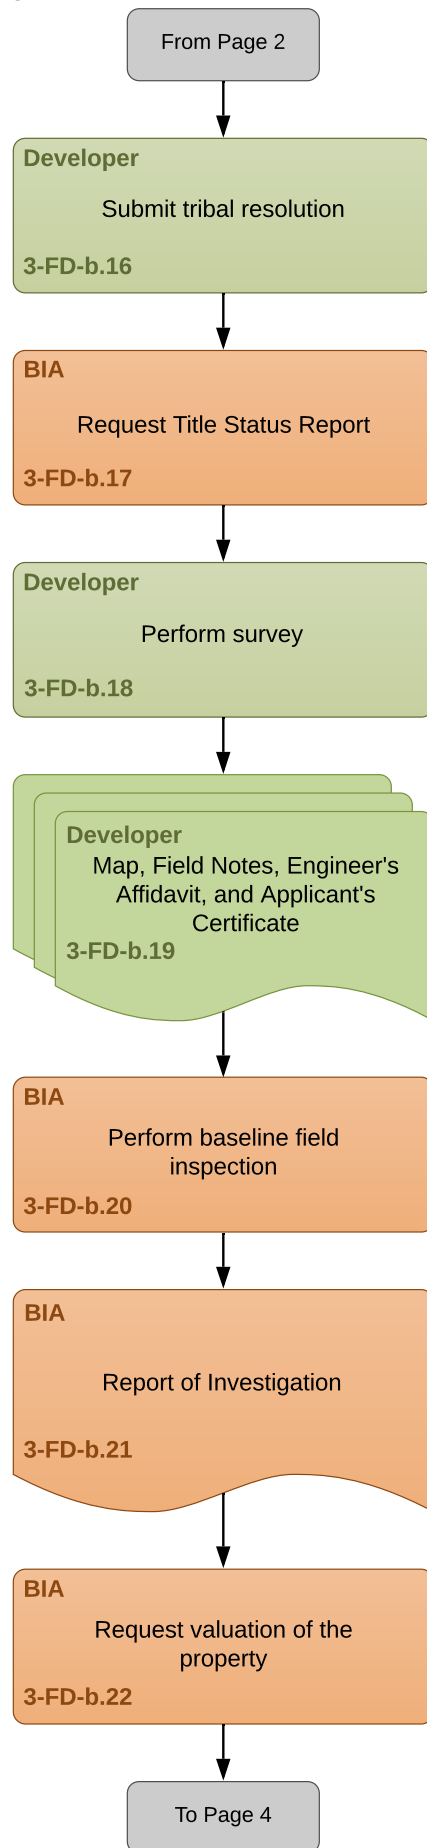 From Page 2
Developer
Submit tribal resolution
3-FD-b.16
BIA
Request Title Status Report
3-FD-b.17
Developer
Perform survey
3-FD-b.18
Developer
Map, Field Notes, Engineer's
Affidavit, and Applicant's
Certificate
3-FD-b.19
BIA
Perform baseline field
inspection
3-FD-b.20
BIA
Report of Investigation
3-FD-b.21
BIA
Request valuation of the
property
3-FD-b.22
To Page 4